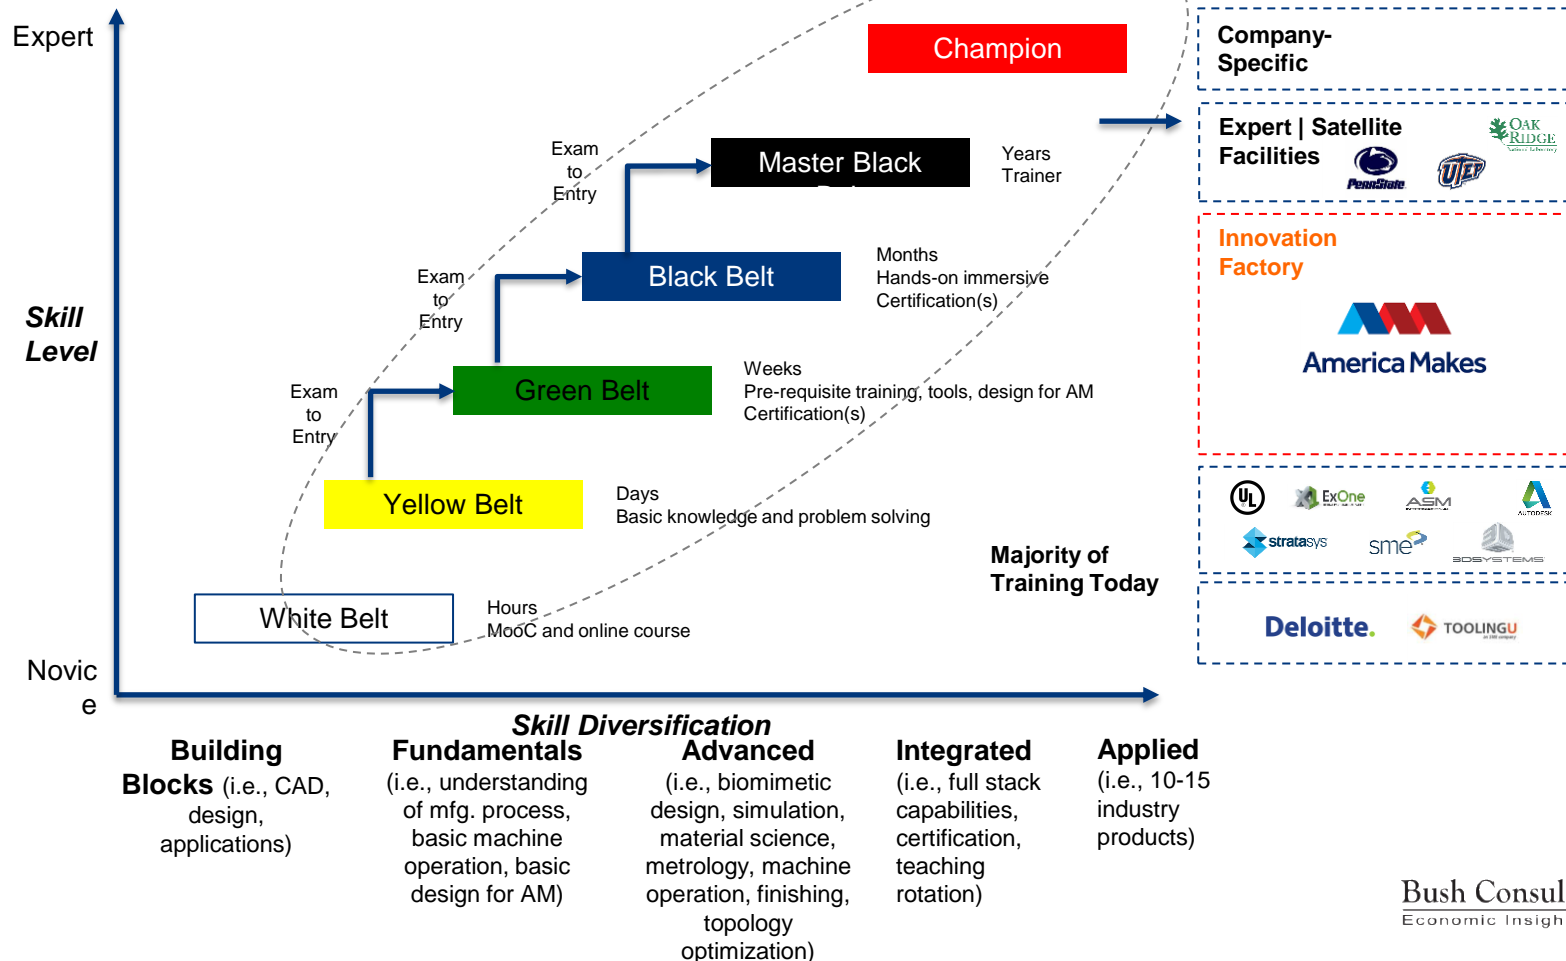 Expert
Champion
Company-
Specific
Exam
to
Entry
Master Black
Years
Trainer
Expert | Satellite
Facilities
OAK
RIDGE
National Laboratory
PennState
UTEP
Exam
to
Entry
Black Belt
Months
Hands-on immersive
Certification(s)
Innovation
Factory
America Makes
Skill
Level
Exam
to
Entry
Green Belt
Weeks
Pre-requisite training, tools, design for AM
Certification(s)
Yellow Belt
Days
Basic knowledge and problem solving
UL
ExOne
ASM
AUTODESK
stratasys
sme
3DSYSTEMS
Majority of
Training Today
White Belt
Hours
MooC and online course
Deloitte.
TOOLINGU
Novic
e
Skill Diversification
Building
Blocks (i.e., CAD,
design,
applications)
Fundamentals
(i.e., understanding
of mfg. process,
basic machine
operation, basic
design for AM)
Advanced
(i.e., biomimetic
design, simulation,
material science,
metrology, machine
operation, finishing,
topology
optimization)
Integrated
(i.e., full stack
capabilities,
certification,
teaching
rotation)
Applied
(i.e., 10-15
industry
products)
Bush Consul
Economic Insigh